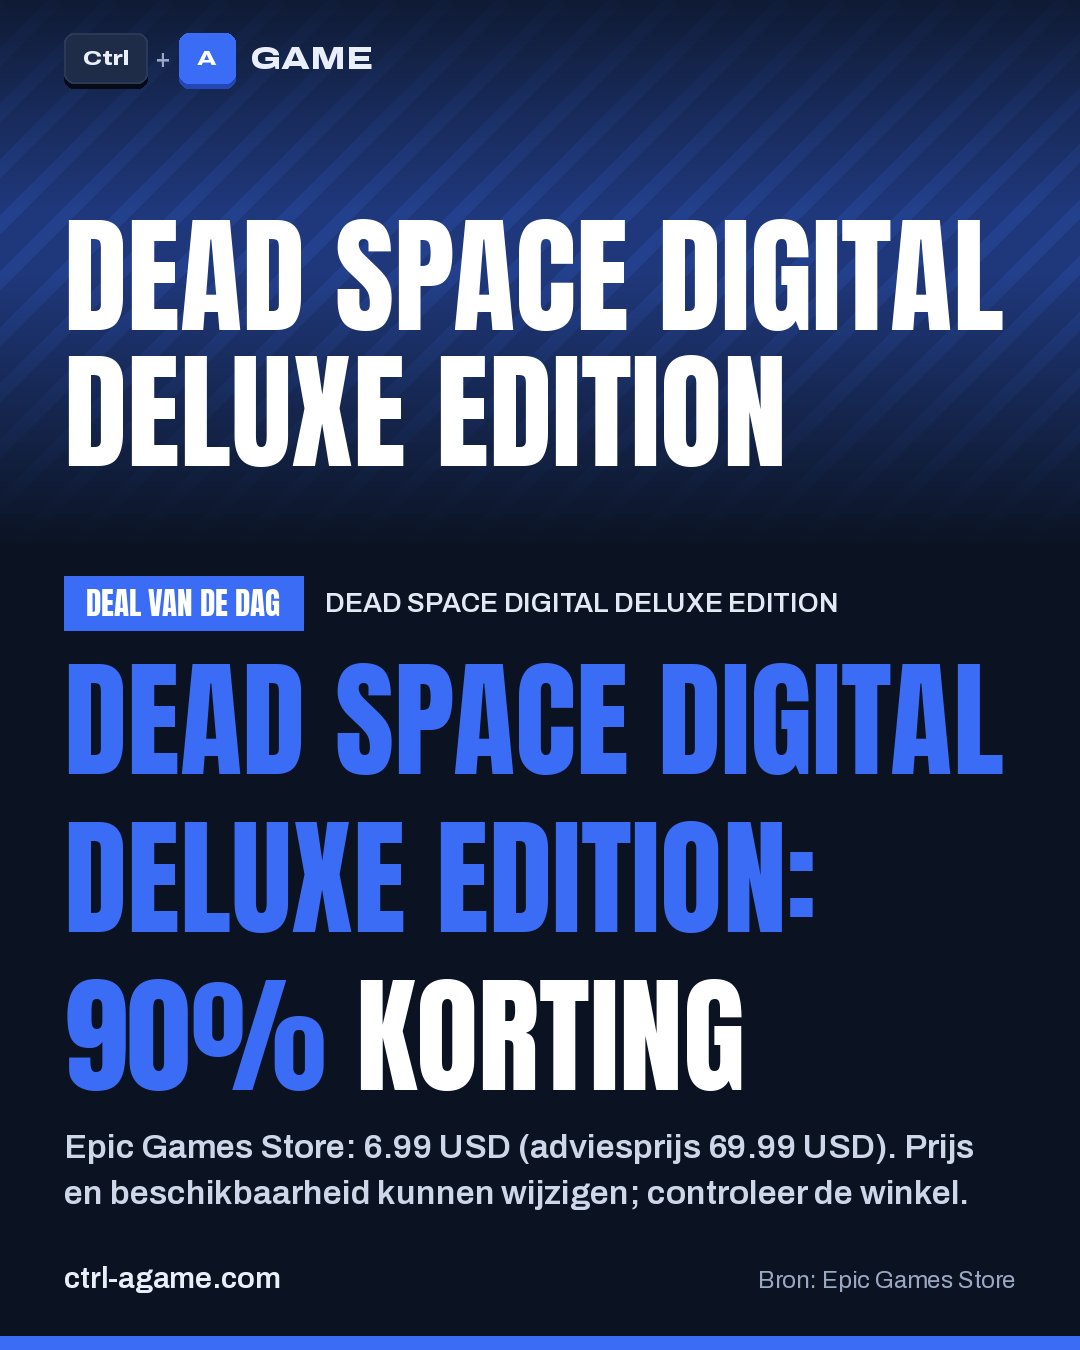 Ctrl + A GAME
DEAD SPACE DIGITAL
DELUXE EDITION
DEAL VAN DE DAG DEAD SPACE DIGITAL DELUXE EDITION
DEAD SPACE DIGITAL
DELUXE EDITION:
90% KORTING
Epic Games Store: 6.99 USD (adviesprijs 69.99 USD). Prijs
en beschikbaarheid kunnen wijzigen; controleer de winkel.
ctrl-agame.com Bron: Epic Games Store